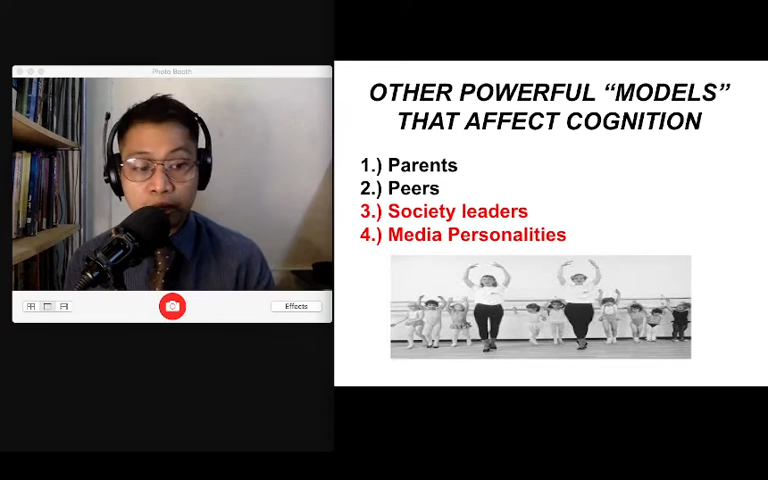 Photo Booth
OTHER POWERFUL “MODELS”
THAT AFFECT COGNITION
1.) Parents
2.) Peers
3.) Society leaders
4.) Media Personalities
Effects